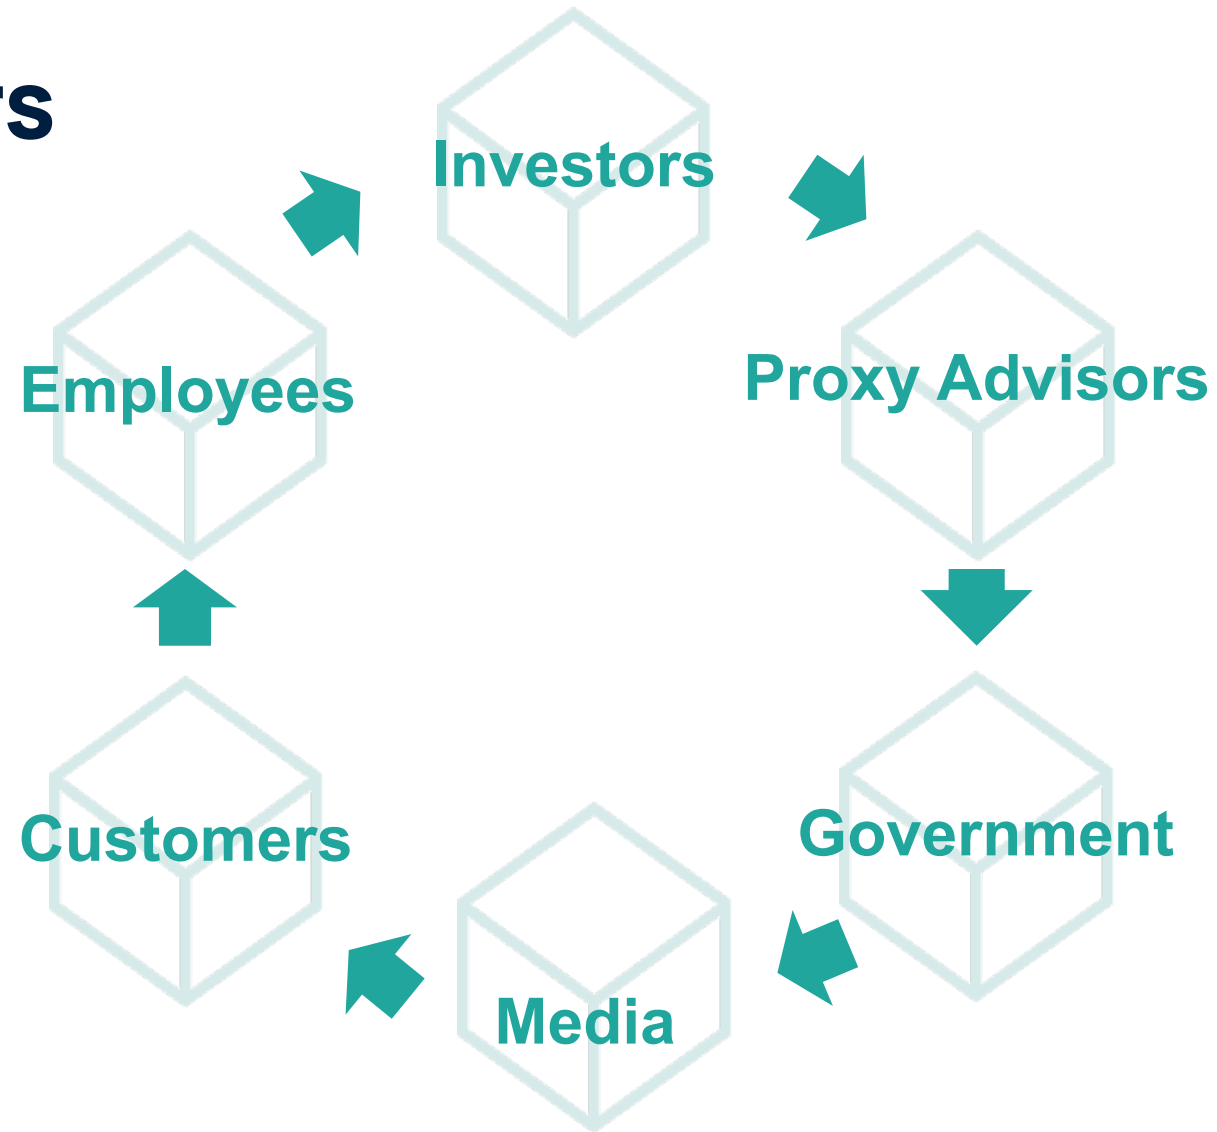 Investors
Proxy Advisors
Employees
Government
Customers
Media